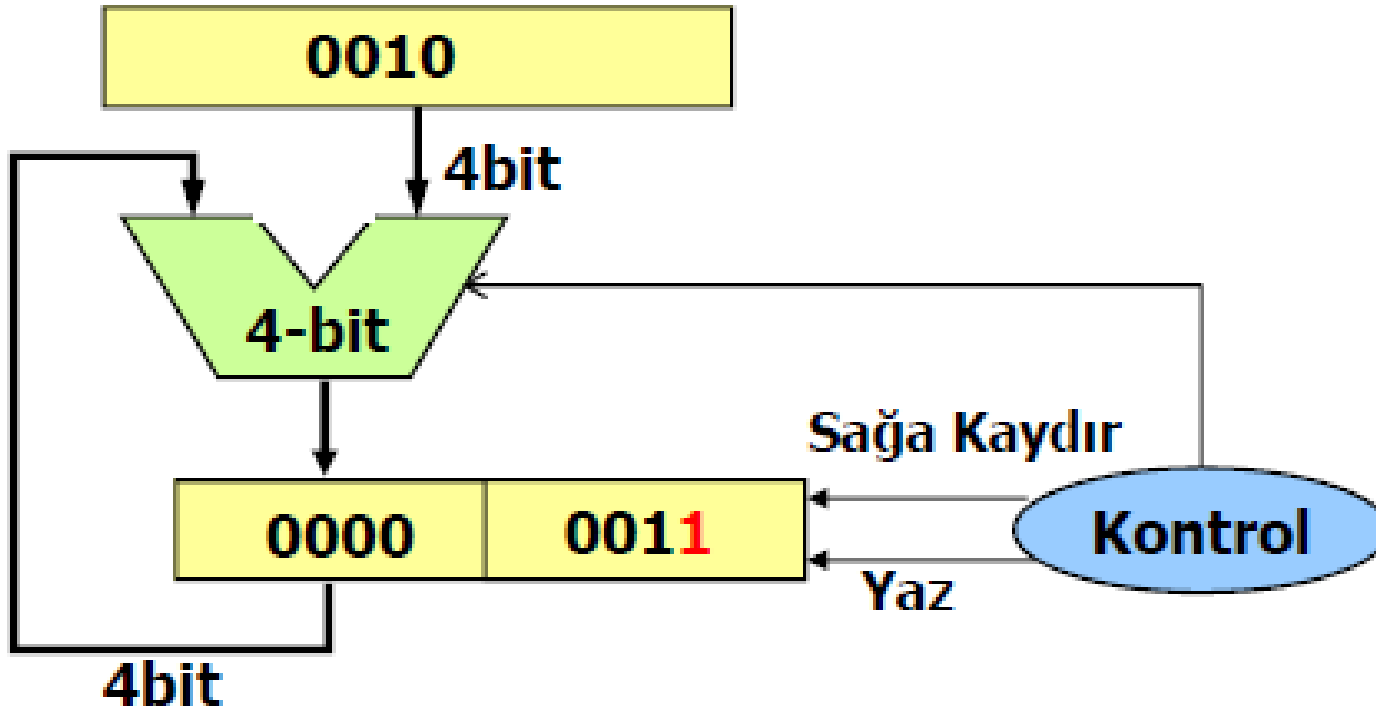 0010
4bit
4-bit
Sağa Kaydır
0000 0011
Kontrol
Yaz
4bit